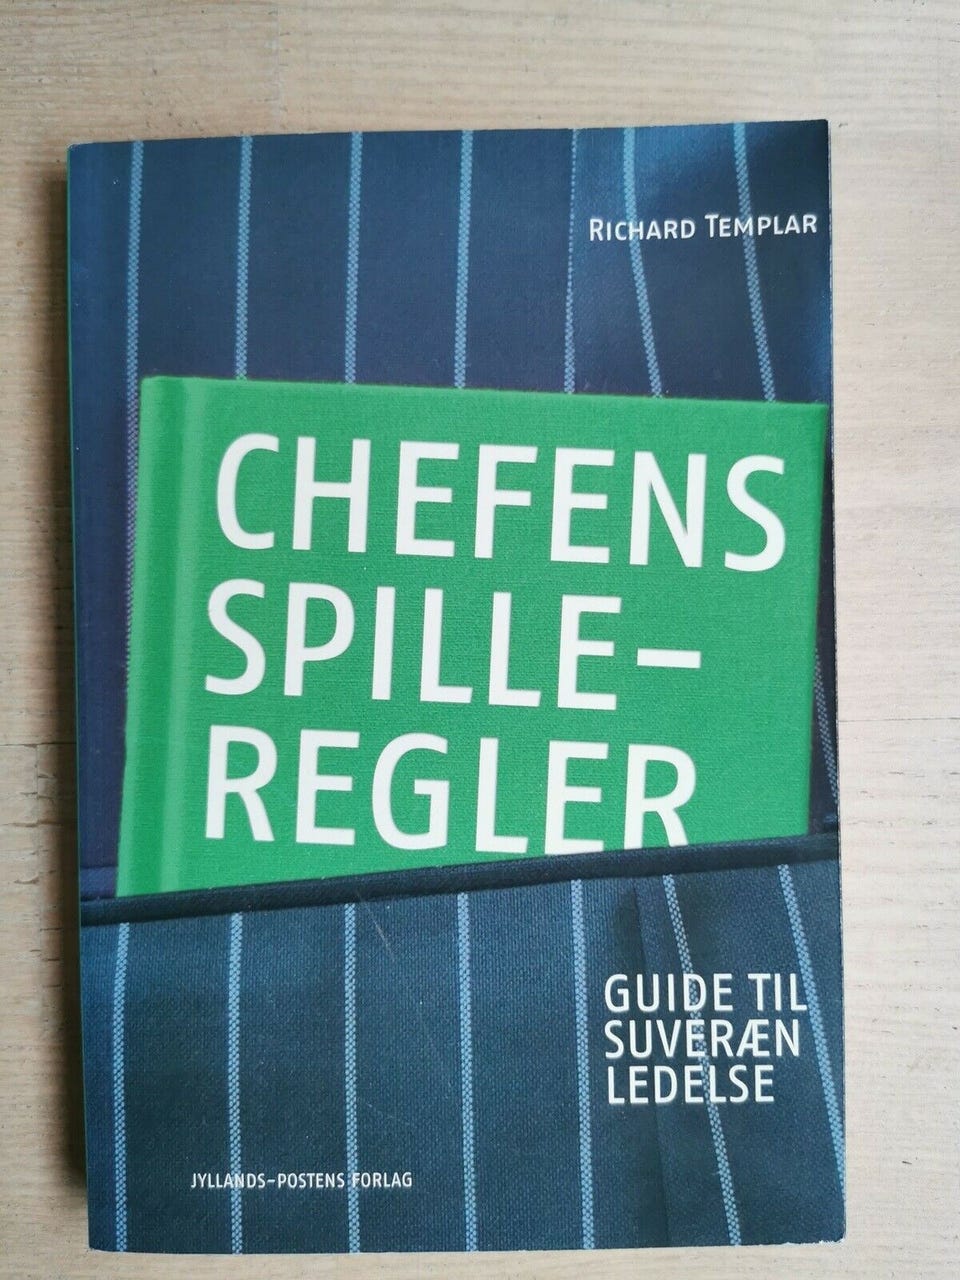 RICHARD TEMPLAR
CHEFENS
SPILLE-
REGLER
GUIDE TIL
SUVERÆN
LEDELSE
JYLLANDS-POSTENS FORLAG